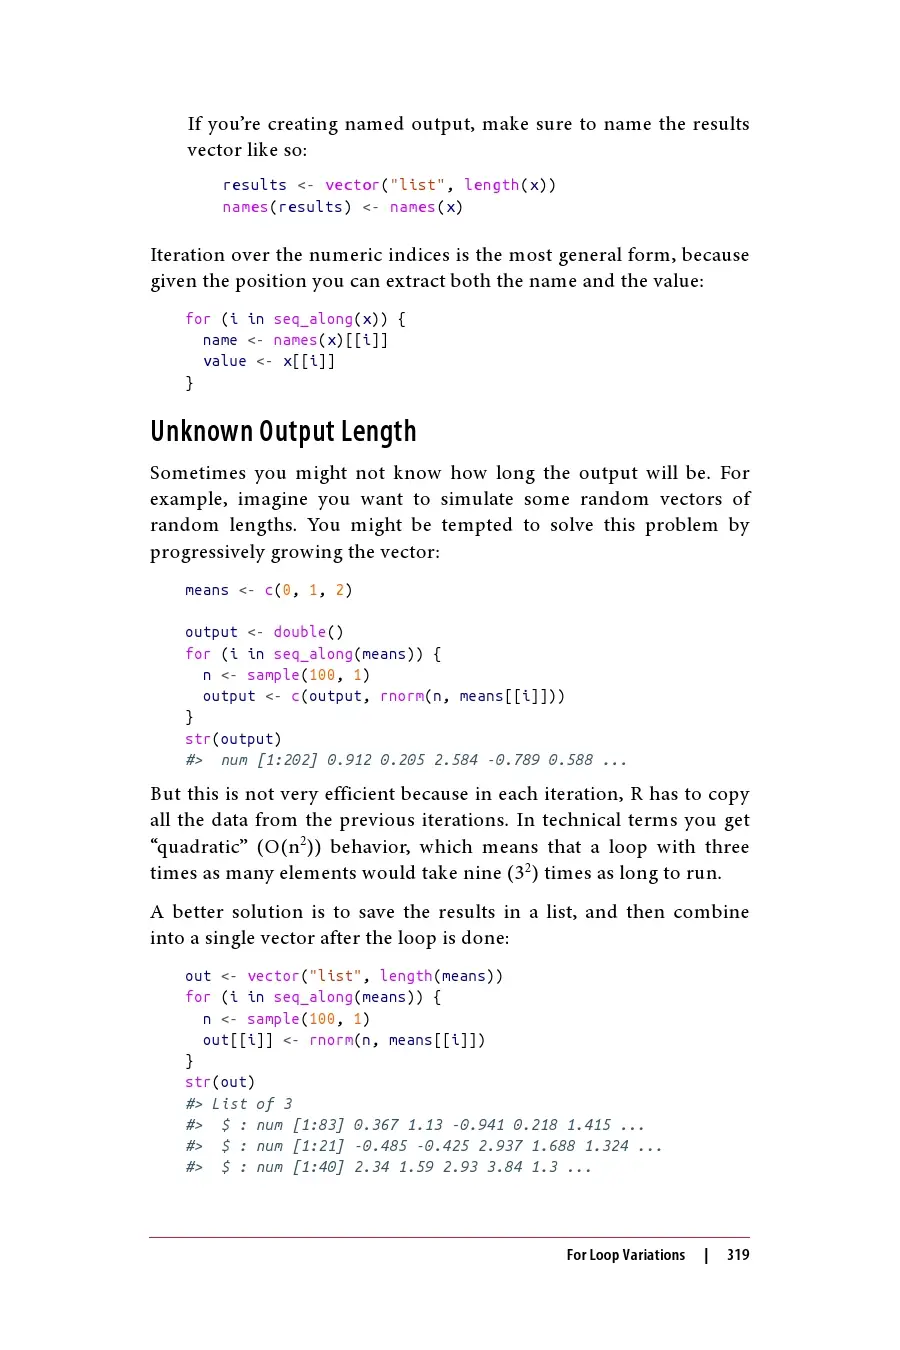 If you’re creating named output, make sure to name the results
vector like so:
results <- vector("list", length(x))
names(results) <- names(x)
Iteration over the numeric indices is the most general form, because
given the position you can extract both the name and the value:
for (i in seq_along(x)) {
  name <- names(x)[[i]]
  value <- x[[i]]
}
Unknown Output Length
Sometimes you might not know how long the output will be. For
example, imagine you want to simulate some random vectors of
random lengths. You might be tempted to solve this problem by
progressively growing the vector:
means <- c(0, 1, 2)
output <- double()
for (i in seq_along(means)) {
  n <- sample(100, 1)
  output <- c(output, rnorm(n, means[[i]]))
}
str(output)
#>  num [1:202] 0.912 0.205 2.584 -0.789 0.588 ...
But this is not very efficient because in each iteration, R has to copy
all the data from the previous iterations. In technical terms you get
“quadratic” (O(n²)) behavior, which means that a loop with three
times as many elements would take nine (3²) times as long to run.
A better solution is to save the results in a list, and then combine
into a single vector after the loop is done:
out <- vector("list", length(means))
for (i in seq_along(means)) {
  n <- sample(100, 1)
  out[[i]] <- rnorm(n, means[[i]])
}
str(out)
#> List of 3
#>  $ : num [1:83] 0.367 1.13 -0.941 0.218 1.415 ...
#>  $ : num [1:21] -0.485 -0.425 2.937 1.688 1.324 ...
#>  $ : num [1:40] 2.34 1.59 2.93 3.84 1.3 ...
For Loop Variations | 319